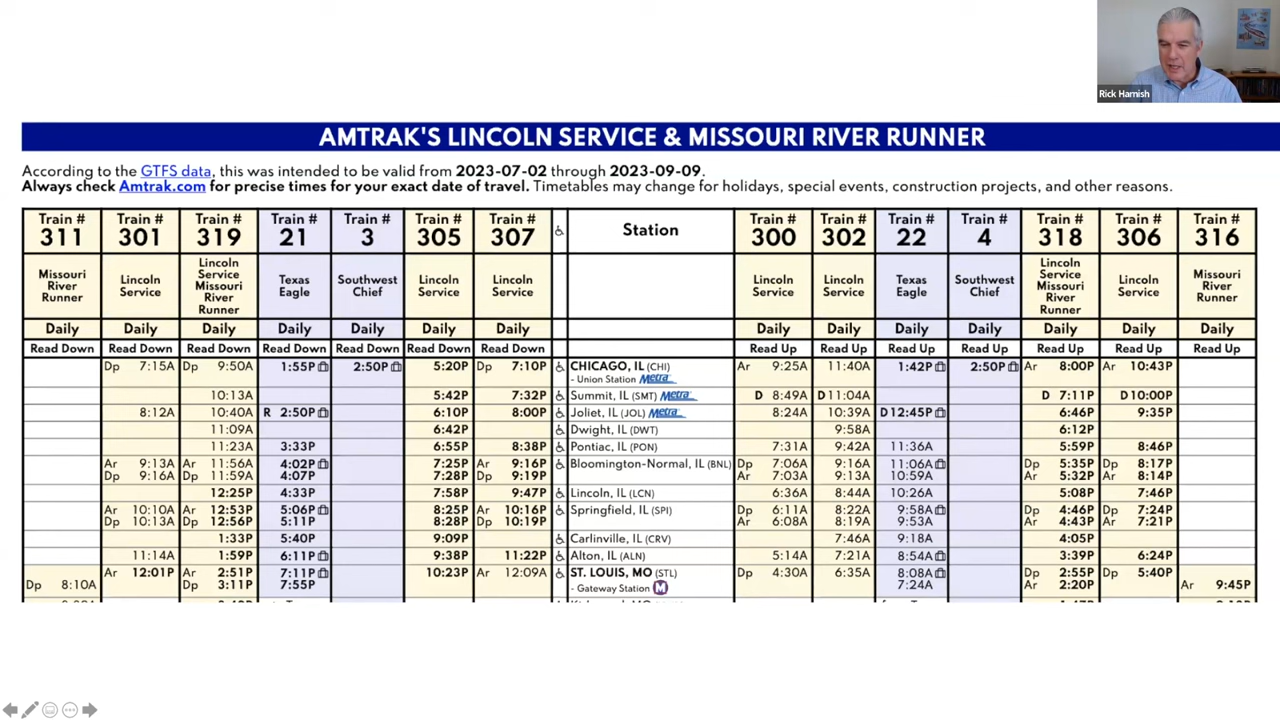 Rick Harnish
AMTRAK'S LINCOLN SERVICE & MISSOURI RIVER RUNNER
According to the GTFS data, this was intended to be valid from 2023-07-02 through 2023-09-09.
Always check Amtrak.com for precise times for your exact date of travel. Timetables may change for holidays, special events, construction projects, and other reasons.
Train # Train # Train # Train # Train # Train # Train # Train # Train # Train # Train # Train # Train # Train #
311 301 319 21 3 305 307 Station 300 302 22 4 318 306 316
Missouri River Runner Lincoln Service Lincoln Service Missouri River Runner Texas Eagle Southwest Chief Lincoln Service Lincoln Service Lincoln Service Lincoln Service Texas Eagle Southwest Chief Lincoln Service Missouri River Runner Lincoln Service Missouri River Runner
Daily Daily Daily Daily Daily Daily Daily Daily Daily Daily Daily Daily Daily Daily
Read Down Read Down Read Down Read Down Read Down Read Down Read Down Read Up Read Up Read Up Read Up Read Up Read Up Read Up
Dp 7:15A Dp 9:50A 1:55P 2:50P 5:20P Dp 7:10P CHICAGO, IL (CHI) Ar 9:25A 11:40A 1:42P 2:50P Ar 8:00P Ar 10:43P
- Union Station Metra
10:13A 5:42P 7:32P Summit, IL (SMT) Metra D 8:49A D 11:04A D 7:11P D 10:00P
8:12A 10:40A R 2:50P 6:10P 8:00P Joliet, IL (JOL) Metra 8:24A 10:39A D 12:45P 6:46P 9:35P
11:09A 6:42P Dwight, IL (DWT) 9:58A 6:12P
11:23A 3:33P 6:55P 8:38P Pontiac, IL (PON) 7:31A 9:42A 11:36A 5:59P 8:46P
Ar 9:13A Ar 11:56A 4:02P 7:25P Ar 9:16P Bloomington-Normal, IL (BNL) Dp 7:06A 9:16A 11:06A Dp 5:35P Dp 8:17P
Dp 9:16A Dp 11:59A 4:07P 7:28P Dp 9:19P Ar 7:03A 9:13A 10:59A Ar 5:32P Ar 8:14P
12:25P 4:33P 7:58P 9:47P Lincoln, IL (LCN) 6:36A 8:44A 10:26A 5:08P 7:46P
Ar 10:10A Ar 12:53P 5:06P 8:25P Ar 10:16P Springfield, IL (SPI) Dp 6:11A 8:22A 9:58A Dp 4:46P Dp 7:24P
Dp 10:13A Dp 12:56P 5:11P 8:28P Dp 10:19P Ar 6:08A 8:19A 9:53A Ar 4:43P Ar 7:21P
1:33P 5:40P 9:09P Carlinville, IL (CRV) 7:46A 9:18A 4:05P
11:14A 1:59P 6:11P 9:38P 11:22P Alton, IL (ALN) 5:14A 7:21A 8:54A 3:39P 6:24P
Ar 12:01P Ar 2:51P 7:11P 10:23P Ar 12:09A ST. LOUIS, MO (STL) Dp 4:30A 6:35A 8:08A Dp 2:55P Dp 5:40P
Dp 8:10A Dp 3:11P 7:55P - Gateway Station M 7:24A Ar 2:20P Ar 9:45P